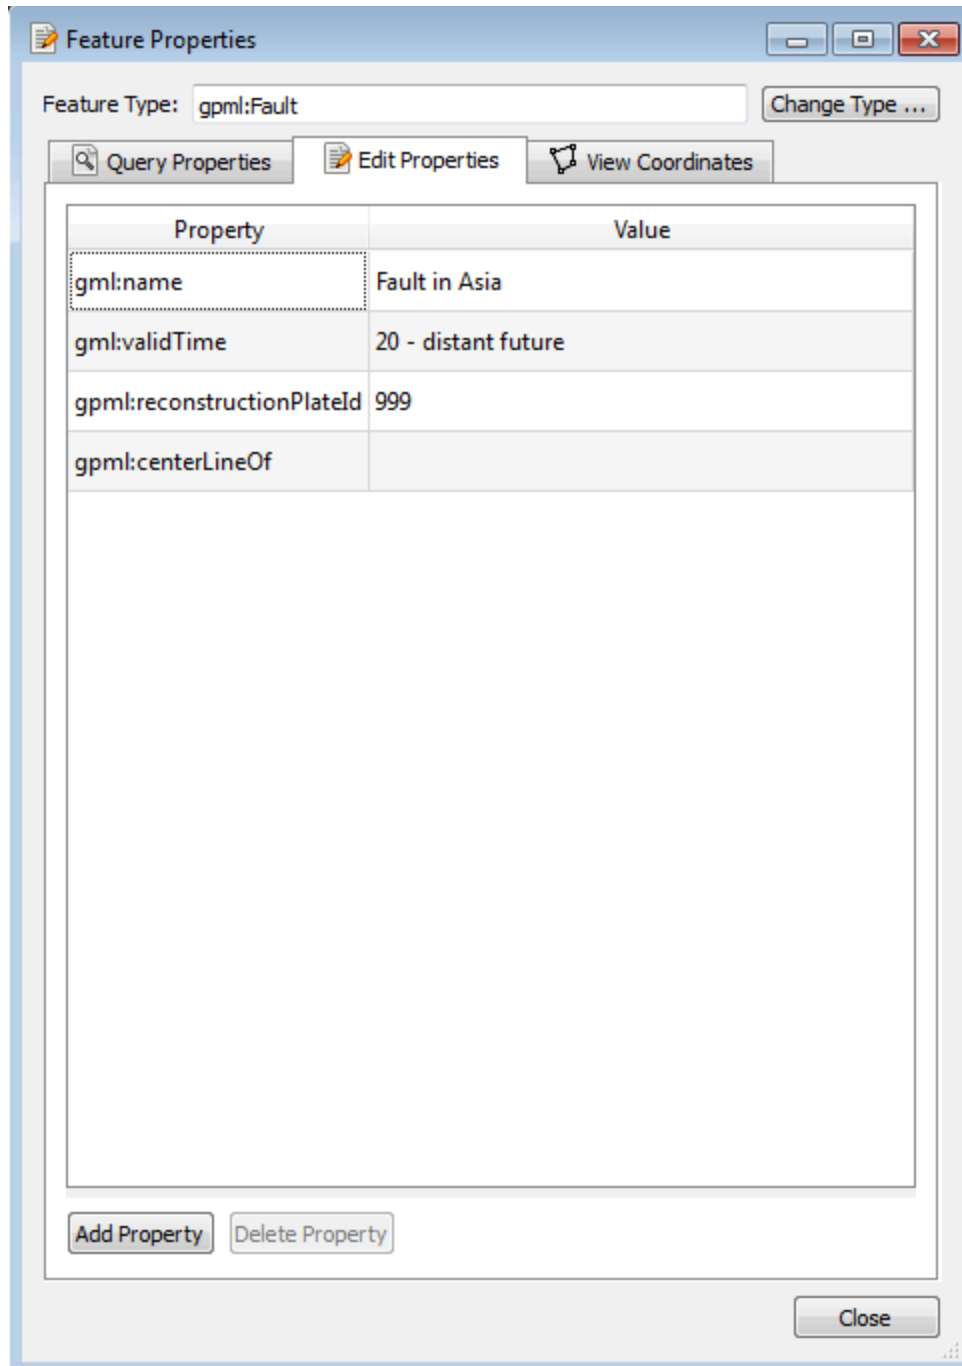 Feature Properties
Feature Type: gpml:Fault Change Type ...
Query Properties Edit Properties View Coordinates
Property Value
gml:name Fault in Asia
gml:validTime 20 - distant future
gpml:reconstructionPlateId 999
gpml:centerLineOf
Add Property Delete Property
Close